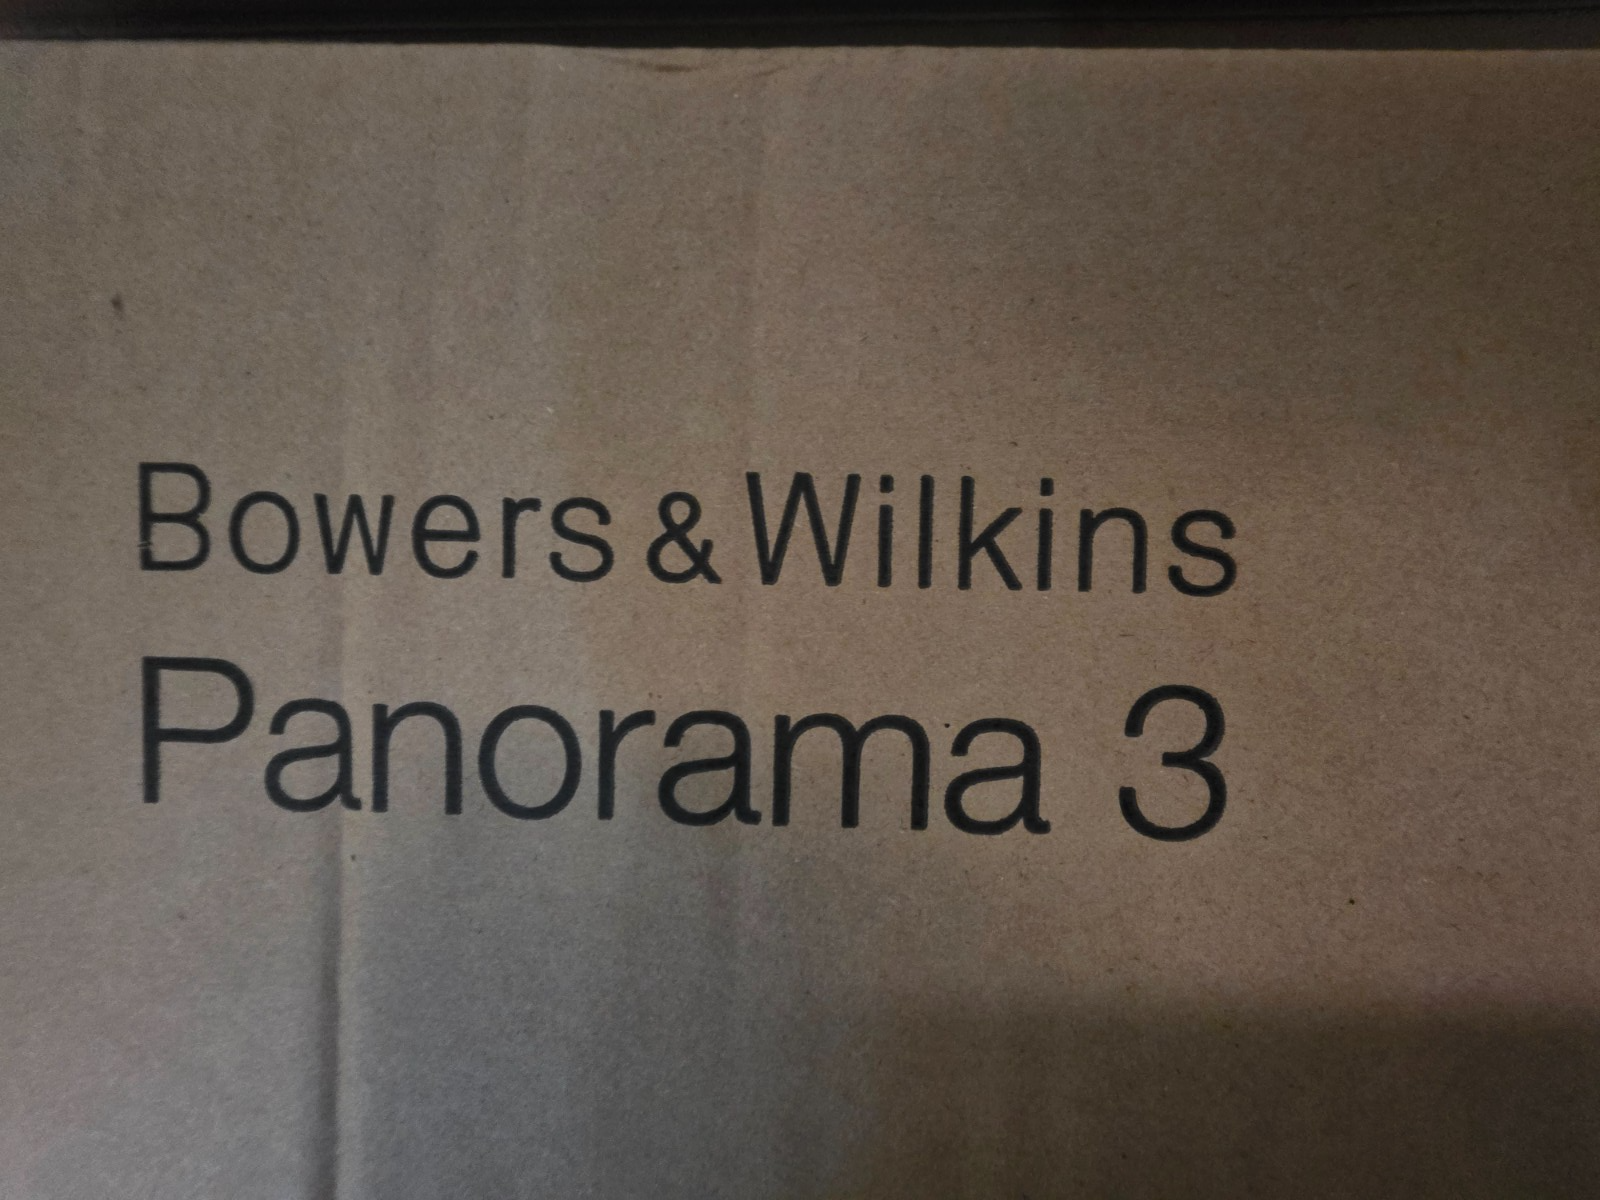 Bowers & Wilkins
Panorama 3